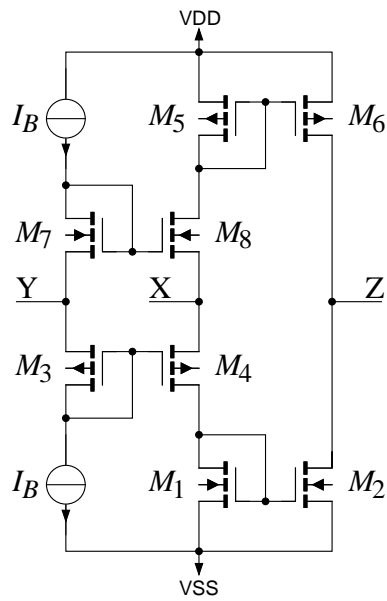 VDD
I_B M_5 M_6
M_7 M_8
Y X Z
M_3 M_4
I_B M_1 M_2
VSS